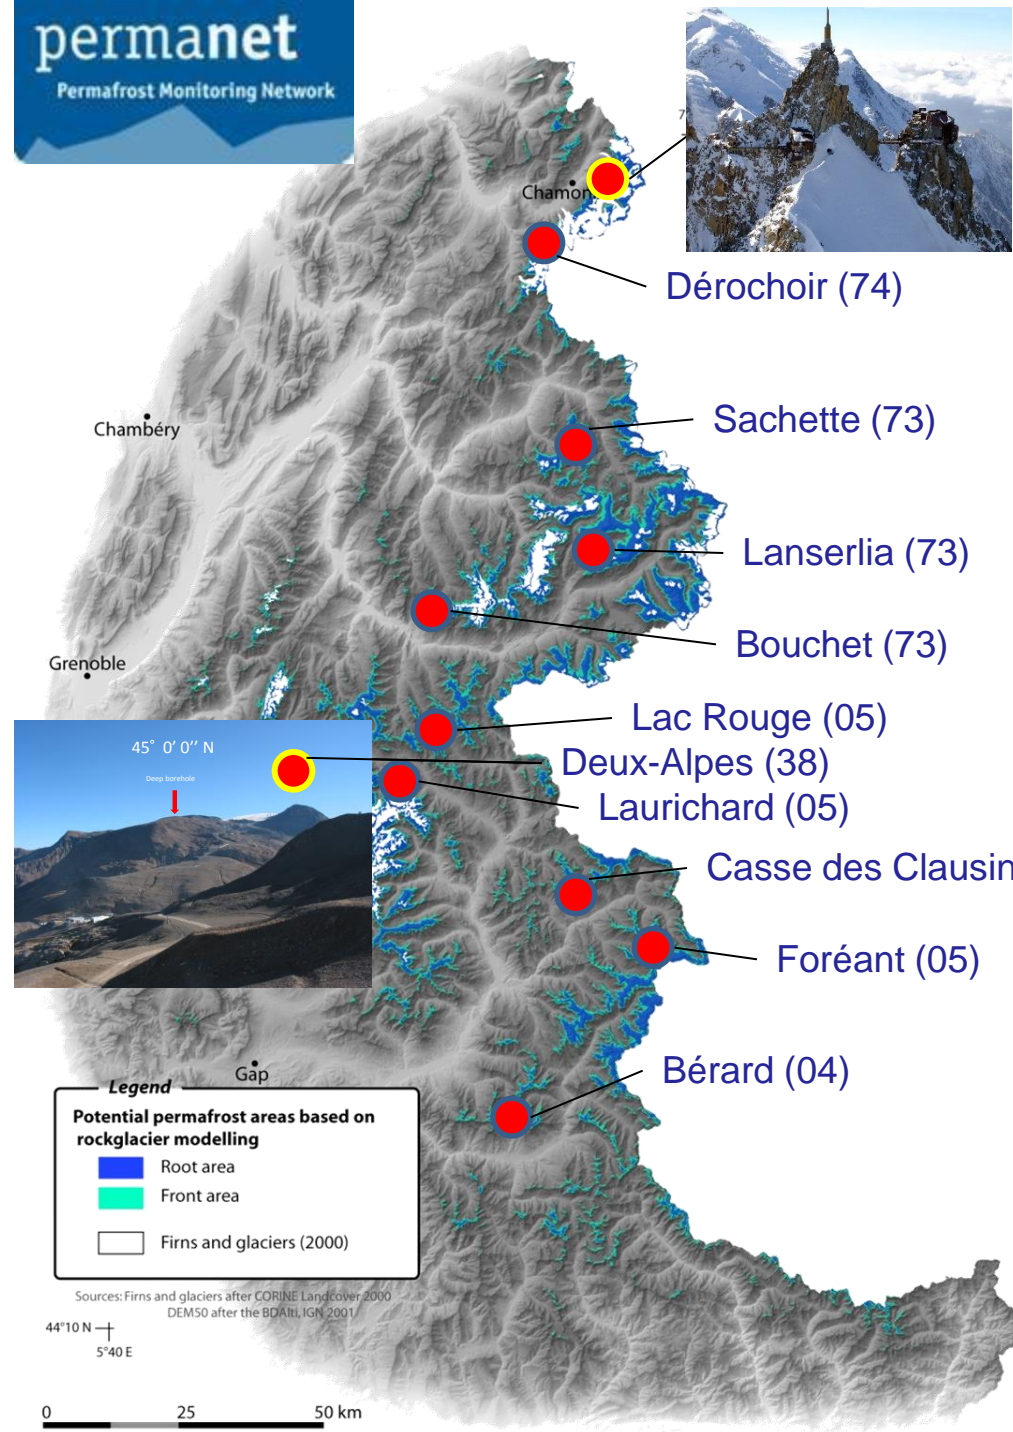 permanet
Permafrost Monitoring Network
7
Chamon
Dérochoir (74)
Sachette (73)
Chambéry
Lanserlia (73)
Bouchet (73)
Grenoble
Lac Rouge (05)
45° 0' 0'' N
Deux-Alpes (38)
Deep borehole
Laurichard (05)
Casse des Clausin
Foréant (05)
Bérard (04)
Gap
Legend
Potential permafrost areas based on
rockglacier modelling
Root area
Front area
Firns and glaciers (2000)
Sources: Firns and glaciers after CORINE Landcover 2000
DEM50 after the BDAlti, IGN 2001
44°10 N
5°40 E
0 25 50 km